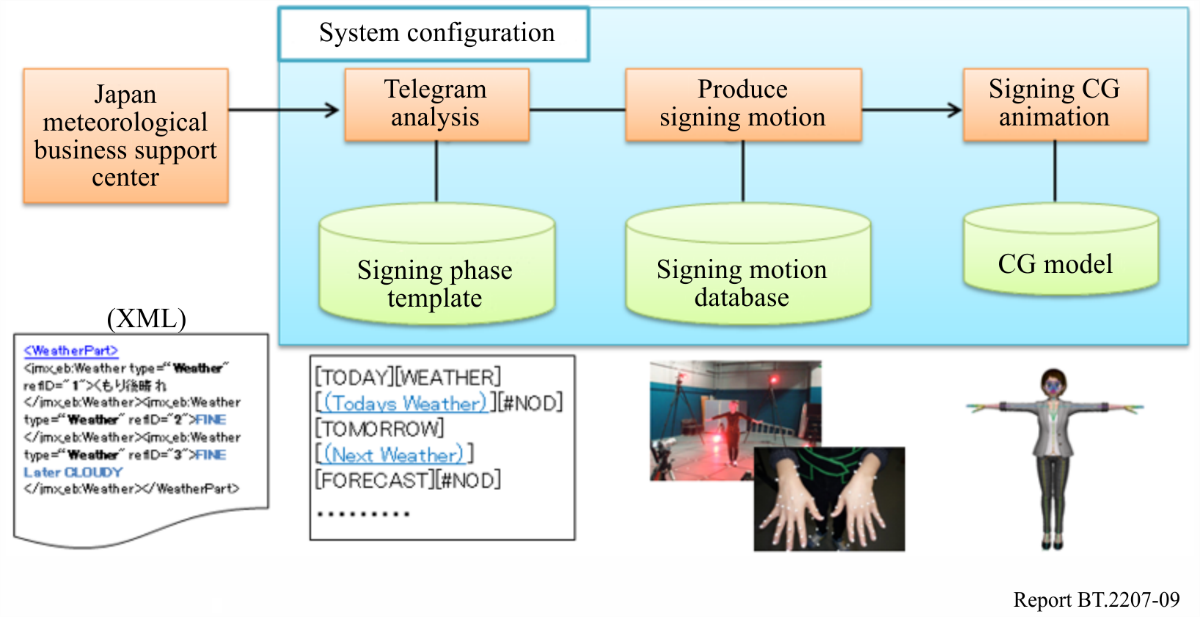 System configuration
Japan
meteorological
business support
center
Telegram
analysis
Produce
signing motion
Signing CG
animation
Signing phase
template
Signing motion
database
CG model
(XML)
<WeatherPart>
<jmx_eb:Weather type="Weather"
refID="1">くもり後晴れ
</jmx_eb:Weather><jmx_eb:Weather
type="Weather" refID="2">FINE
</jmx_eb:Weather><jmx_eb:Weather
type="Weather" refID="3">FINE
Later CLOUDY
</jmx_eb:Weather></WeatherPart>
[TODAY][WEATHER]
[(Todays Weather)][#NOD]
[TOMORROW]
[(Next Weather)]
[FORECAST][#NOD]
.........
Report BT.2207-09